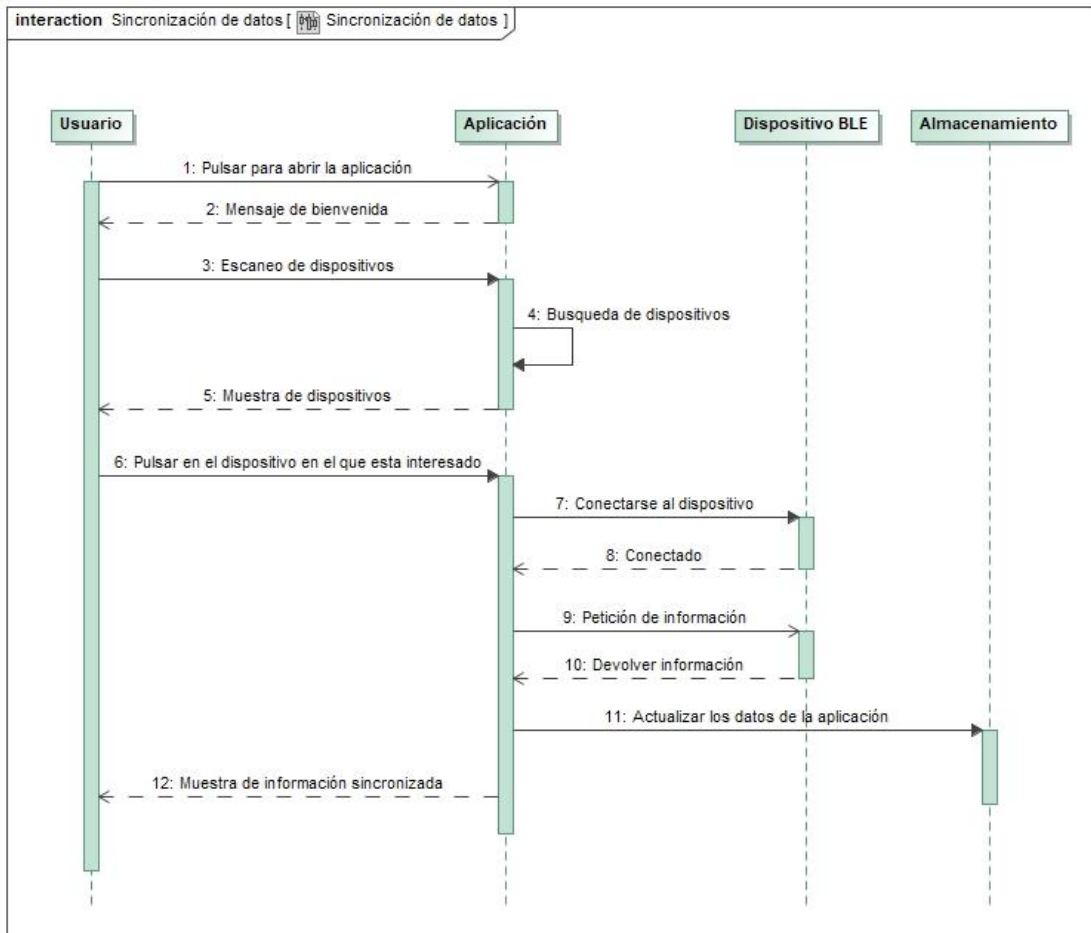 interaction Sincronización de datos [ Sincronización de datos ]
Usuario
Aplicación
Dispositivo BLE
Almacenamiento
1: Pulsar para abrir la aplicación
2: Mensaje de bienvenida
3: Escaneo de dispositivos
4: Busqueda de dispositivos
5: Muestra de dispositivos
6: Pulsar en el dispositivo en el que esta interesado
7: Conectarse al dispositivo
8: Conectado
9: Petición de información
10: Devolver información
11: Actualizar los datos de la aplicación
12: Muestra de información sincronizada